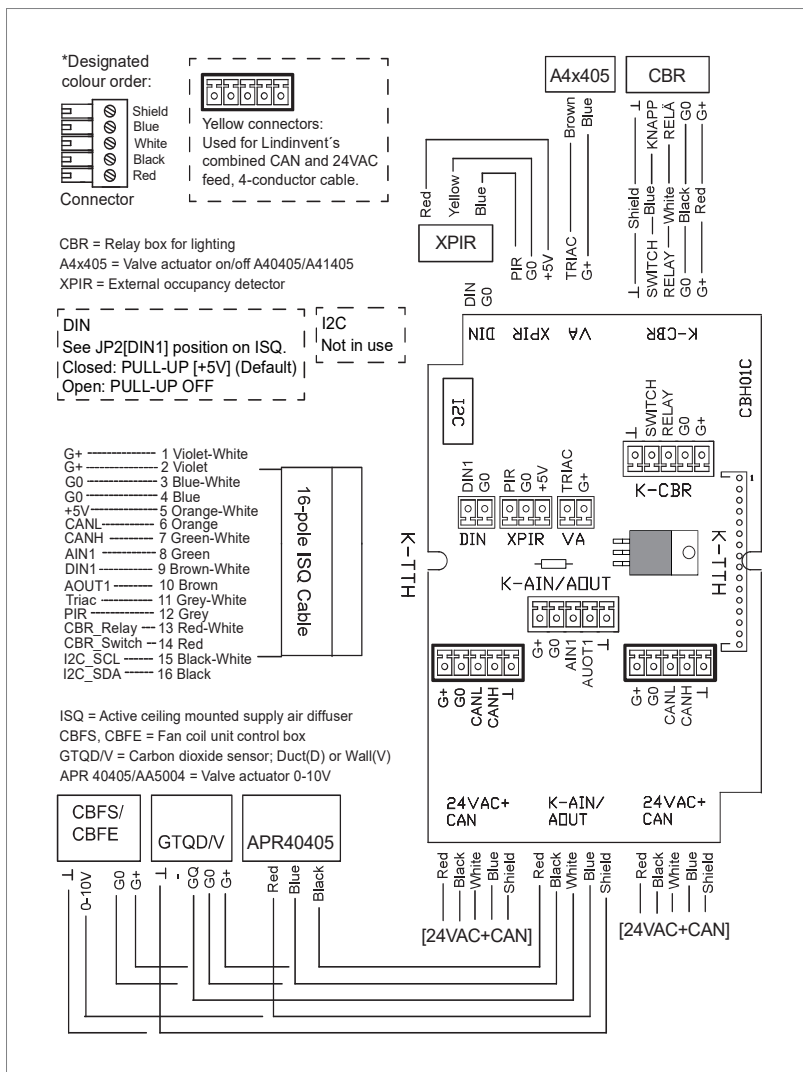 *Designated
colour order:
Shield
Blue
White
Black
Red
Connector
Yellow connectors:
Used for Lindinvent´s
combined CAN and 24VAC
feed, 4-conductor cable.
CBR = Relay box for lighting
A4x405 = Valve actuator on/off A40405/A41405
XPIR = External occupancy detector
DIN
See JP2[DIN1] position on ISQ.
Closed: PULL-UP [+5V] (Default)
Open: PULL-UP OFF
I2C
Not in use
A4x405
Brown
Blue
TRIAC
G+
CBR
⊥ Shield ⊥
KNAPP Blue SWITCH
RELÄ White RELAY
G0 Black G0
G+ Red G+
Red
Yellow
Blue
XPIR
PIR
G0
+5V
DIN
G0
DIN
XPIR
VA
K-CBR
CBH01C
I2C
⊥
SWITCH
RELAY
G0
G+
K-CBR
1
DIN1
G0
DIN
PIR
G0
+5V
XPIR
TRIAC
G+
VA
K-TTH
K-TTH
K-AIN/AOUT
G+
G0
AIN1
AUOT1
⊥
G+
G0
CANL
CANH
⊥
G+
G0
CANL
CANH
⊥
24VAC+
CAN
K-AIN/
AOUT
24VAC+
CAN
G+ 1 Violet-White
G+ 2 Violet
G0 3 Blue-White
G0 4 Blue
+5V 5 Orange-White
CANL 6 Orange
CANH 7 Green-White
AIN1 8 Green
DIN1 9 Brown-White
AOUT1 10 Brown
Triac 11 Grey-White
PIR 12 Grey
CBR_Relay 13 Red-White
CBR_Switch 14 Red
I2C_SCL 15 Black-White
I2C_SDA 16 Black
16-pole ISQ Cable
ISQ = Active ceiling mounted supply air diffuser
CBFS, CBFE = Fan coil unit control box
GTQD/V = Carbon dioxide sensor; Duct(D) or Wall(V)
APR 40405/AA5004 = Valve actuator 0-10V
CBFS/
CBFE
⊥
0-10V
G0
G+
GTQD/V
⊥
-
GQ
G0
G+
APR40405
Red
Blue
Black
Red
Black
White
Blue
Shield
[24VAC+CAN]
Red
Black
White
Blue
Shield
Red
Black
White
Blue
Shield
[24VAC+CAN]